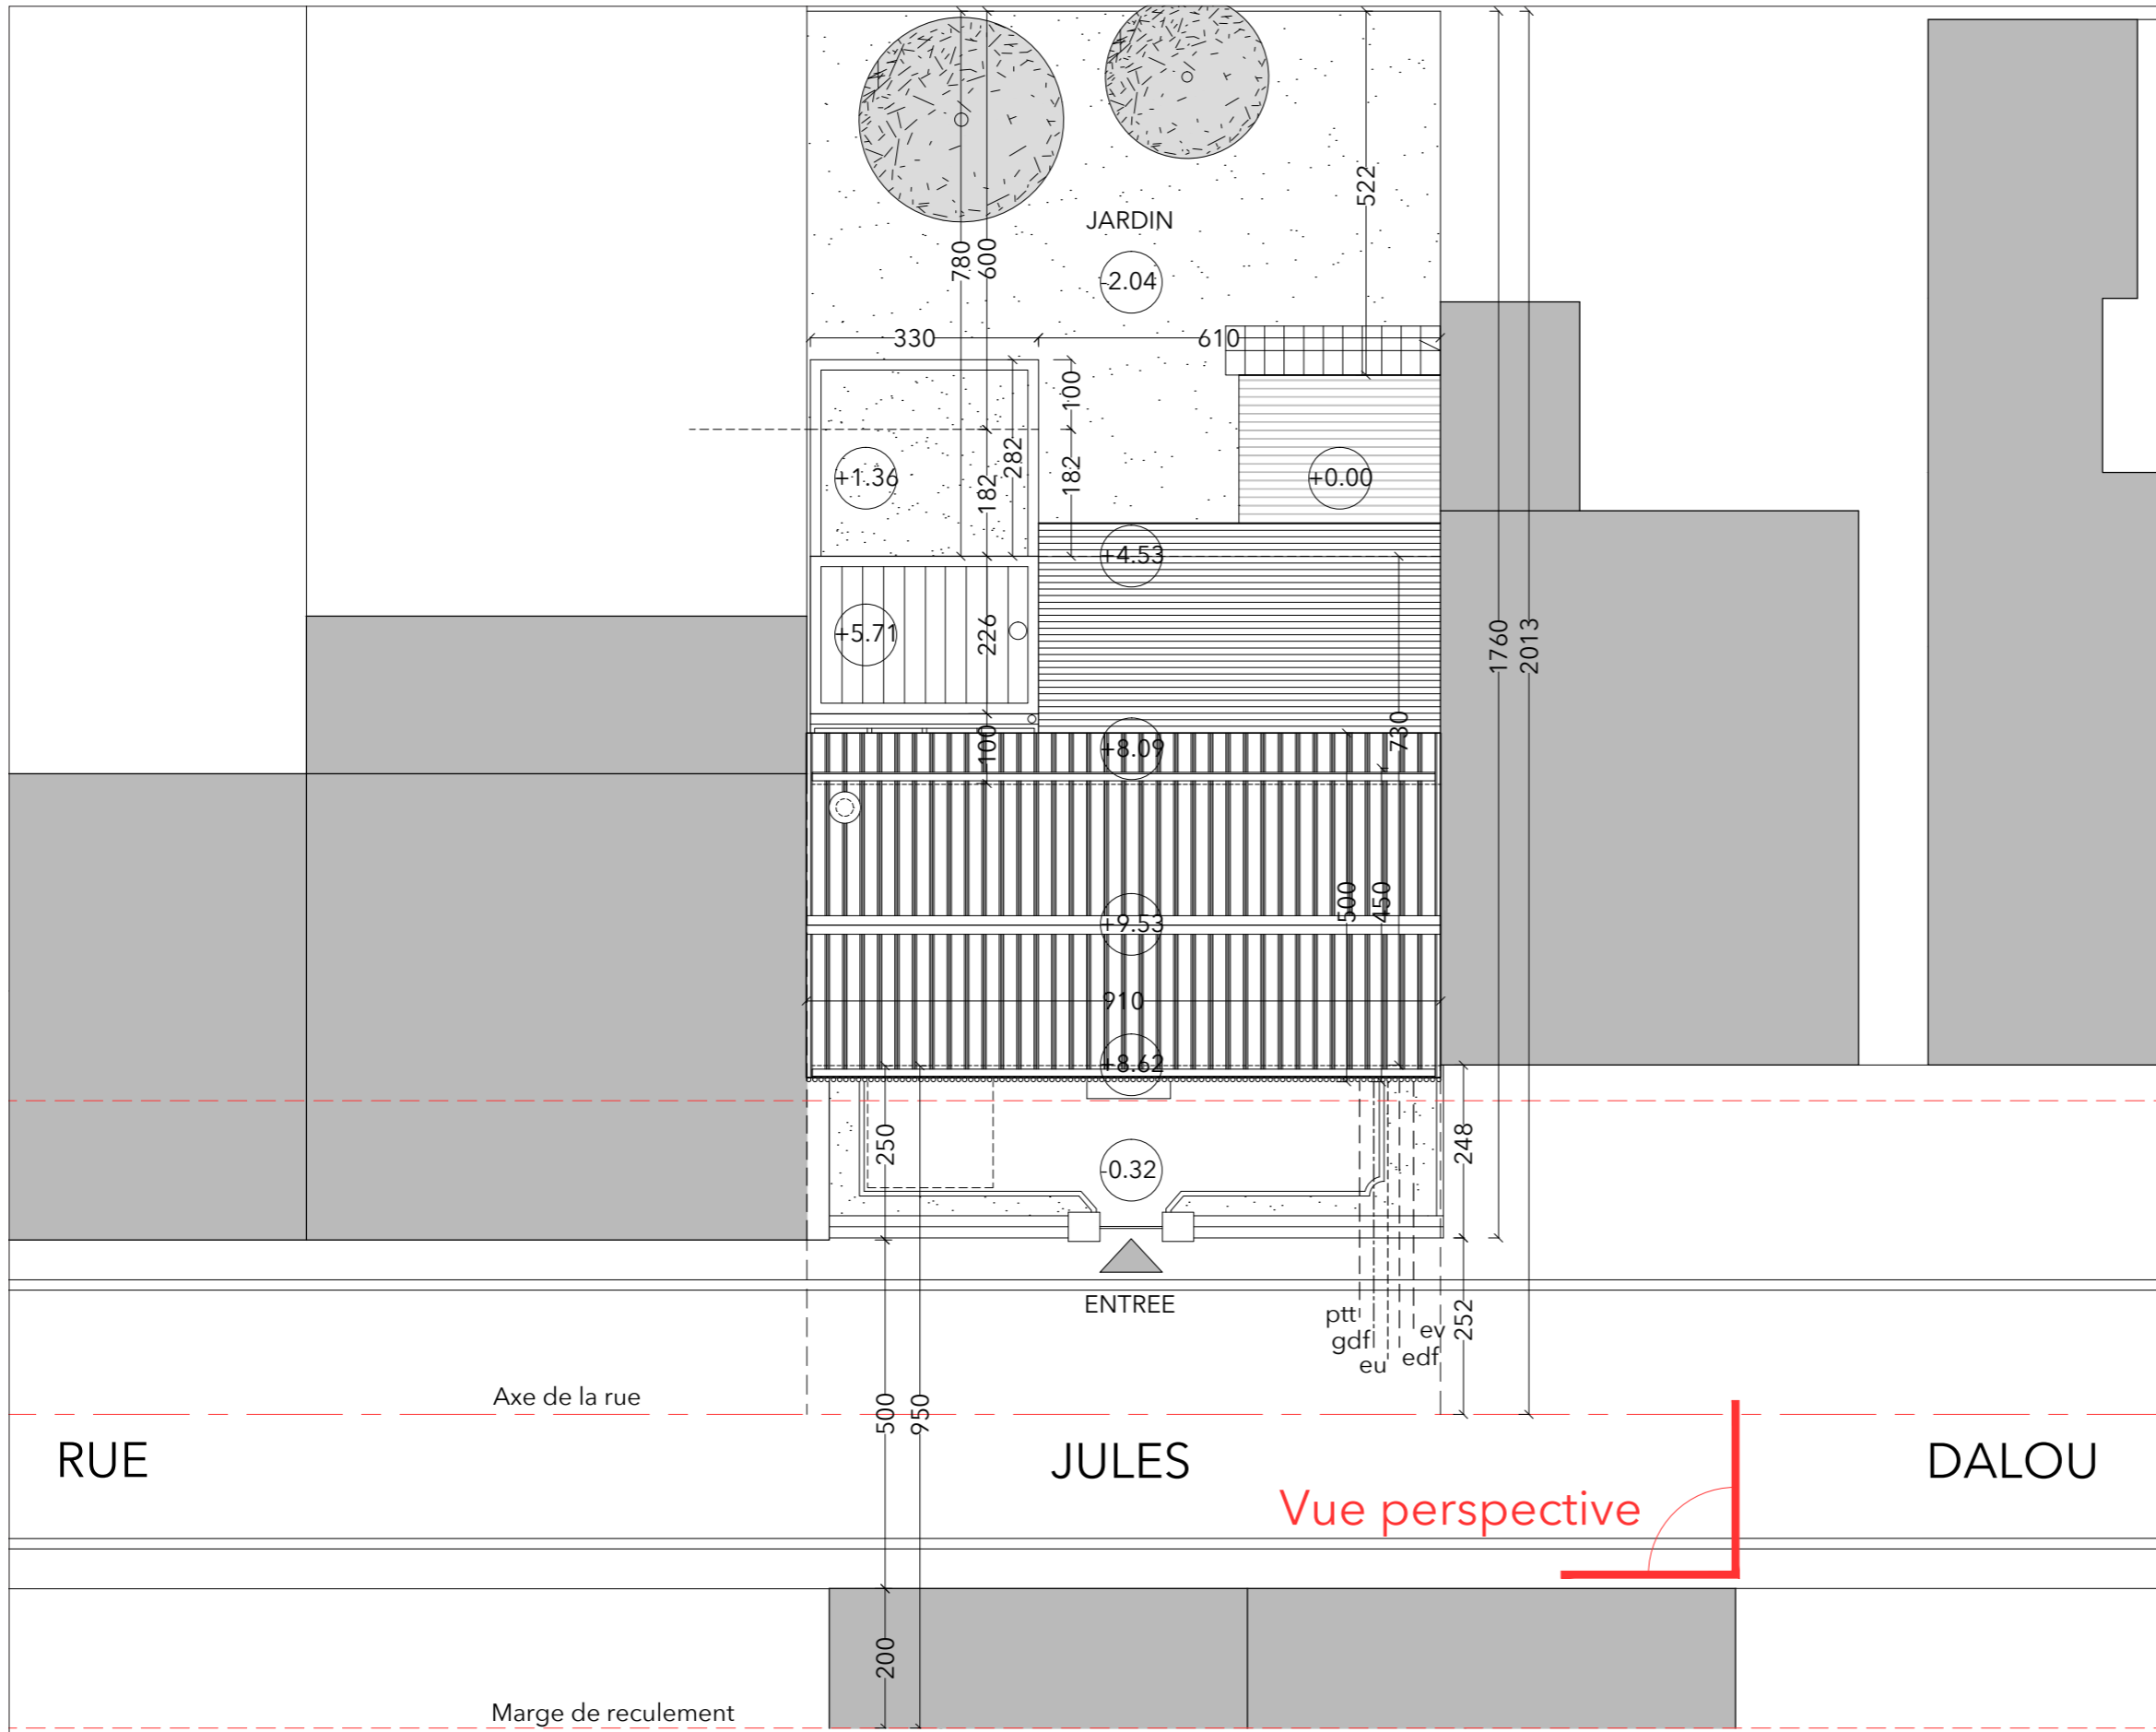 522
JARDIN
780
600
-2.04
330
610
100
282
182
182
+1.36
+0.00
+4.53
+5.71
226
1760
2013
100
+8.09
730
500
450
+9.53
910
+8.62
250
248
-0.32
ENTREE
ptt
gdf
eu
ev
edf
252
Axe de la rue
500
950
RUE JULES DALOU
Vue perspective
200
Marge de reculement